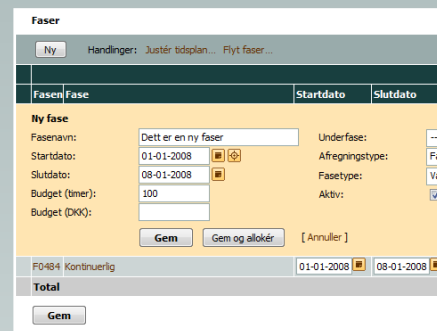 Faser
Ny Handlinger: Justér tidsplan... Flyt faser...
Fasen Fase Startdato Slutdato
Ny fase
Fasenavn: Dett er en ny faser Underfase: --
Startdato: 01-01-2008 Afregningstype:
Slutdato: 08-01-2008 Fasetype:
Budget (timer): 100 Aktiv:
Budget (DKK):
Gem Gem og allokér [ Annuller ]
F0484 Kontinuerlig 01-01-2008 08-01-2008
Total
Gem